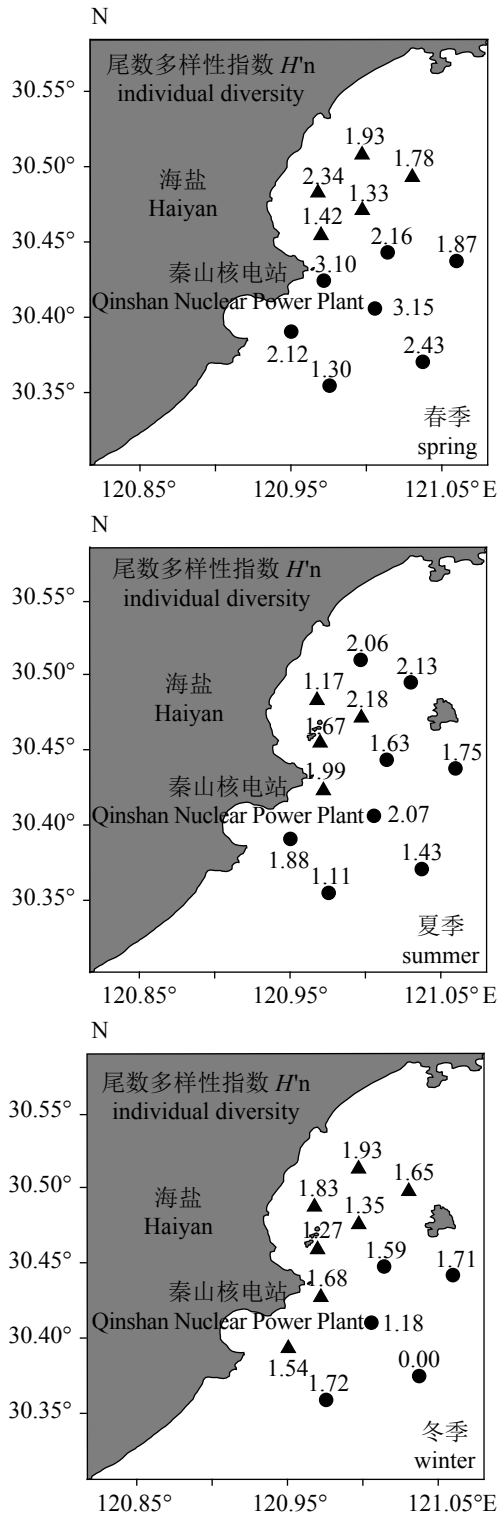 N
尾数多样性指数 H'n
individual diversity
30.55°
1.93
30.50°
1.78
海盐
2.34
1.33
Haiyan
1.42
30.45°
2.16
1.87
秦山核电站
3.10
Qinshan Nuclear Power Plant
3.15
30.40°
2.12
2.43
1.30
30.35°
春季
spring
120.85°
120.95°
121.05° E
N
尾数多样性指数 H'n
individual diversity
30.55°
2.06
2.13
30.50°
海盐
1.17
2.18
Haiyan
1.67
30.45°
1.63
1.75
秦山核电站
1.99
Qinshan Nuclear Power Plant
2.07
30.40°
1.88
1.43
1.11
30.35°
夏季
summer
120.85°
120.95°
121.05° E
N
尾数多样性指数 H'n
individual diversity
30.55°
1.93
1.65
30.50°
海盐
1.83
1.35
Haiyan
1.27
30.45°
1.59
1.71
秦山核电站
1.68
Qinshan Nuclear Power Plant
1.18
30.40°
1.54
0.00
1.72
30.35°
冬季
winter
120.85°
120.95°
121.05° E